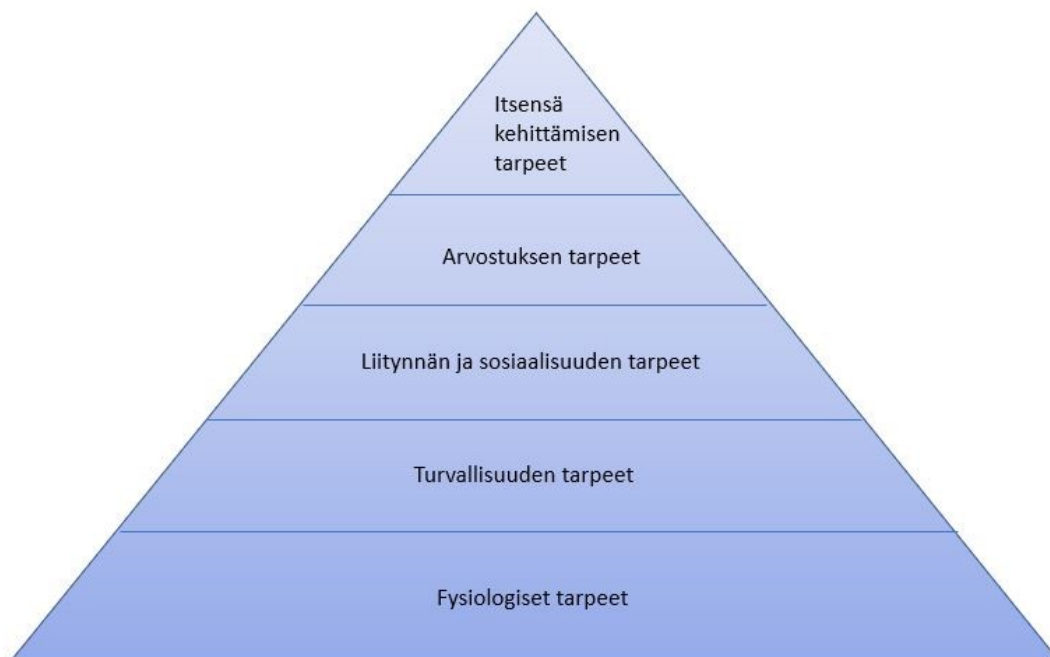 Itsensä
kehittämisen
tarpeet
Arvostuksen tarpeet
Liitynnän ja sosiaalisuuden tarpeet
Turvallisuuden tarpeet
Fysiologiset tarpeet